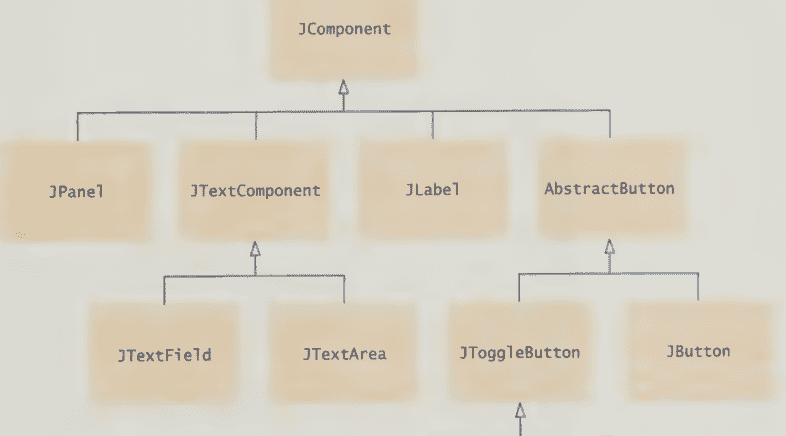 JComponent
JPanel
JTextComponent
JLabel
AbstractButton
JTextField
JTextArea
JToggleButton
JButton